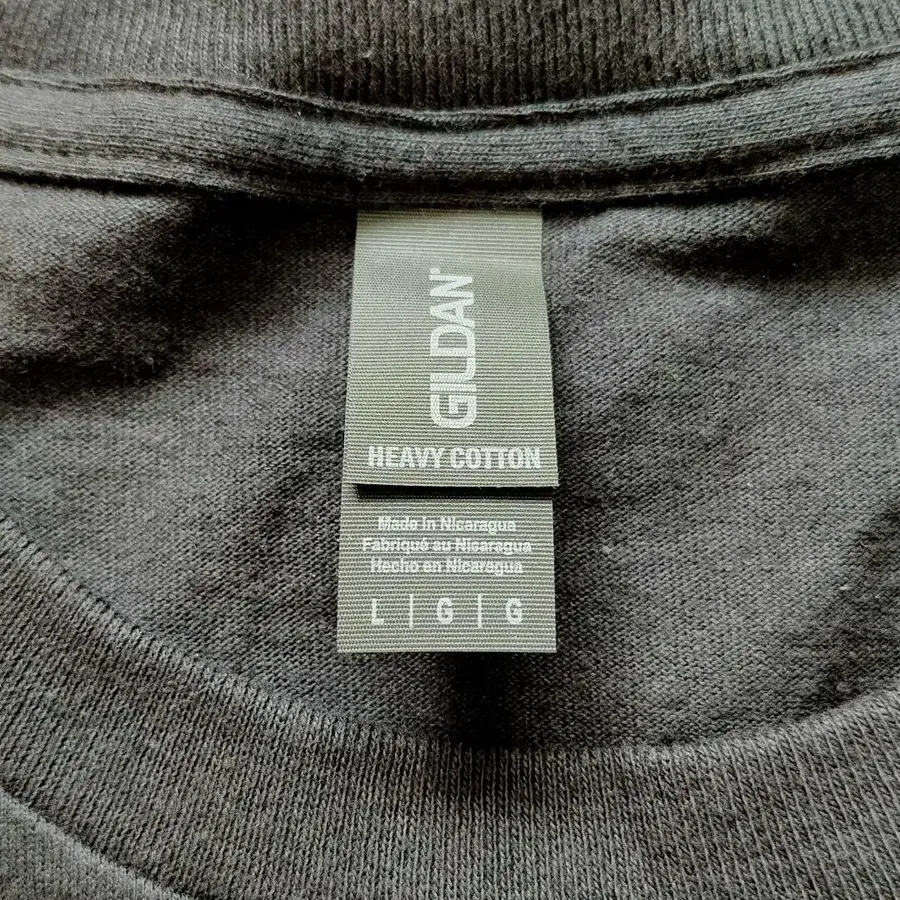 GILDAN®
HEAVY COTTON
Made in Nicaragua
Fabriqué au Nicaragua
Hecho en Nicaragua
L | G | G